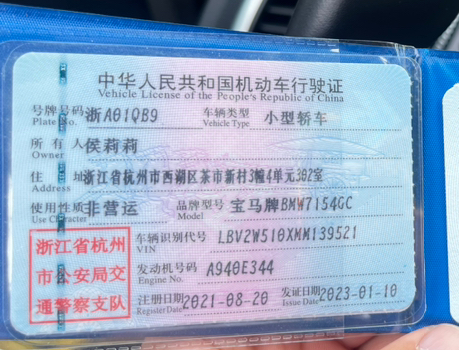 中华人民共和国机动车行驶证
Vehicle License of the People's Republic of China
号牌号码 浙A01QB9 车辆类型 小型轿车
Plate No. Vehicle Type
所有人 侯莉莉
Owner
住址 浙江省杭州市西湖区茶市新村3幢4单元302室
Address
使用性质 非营运 品牌型号 宝马牌BMW7154GC
Use Character Model
浙江省杭州
市公安局交
通警察支队
车辆识别代号 LBV2W510XMM139521
VIN
发动机号码 A940E344
Engine No.
注册日期 2021-08-20 发证日期 2023-01-10
Register Date Issue Date